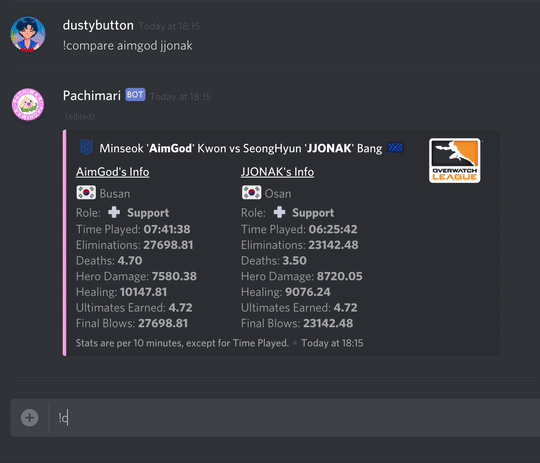 dustybutton Today at 18:15
!compare aimgod jjonak
Pachimari BOT Today at 18:15
(edited)
Minseok 'AimGod' Kwon vs SeongHyun 'JJONAK' Bang
OVERWATCH
LEAGUE
AimGod's Info JJONAK's Info
Busan Osan
Role: Support Role: Support
Time Played: 07:41:38 Time Played: 06:25:42
Eliminations: 27698.81 Eliminations: 23142.48
Deaths: 4.70 Deaths: 3.50
Hero Damage: 7580.38 Hero Damage: 8720.05
Healing: 10147.81 Healing: 9076.24
Ultimates Earned: 4.72 Ultimates Earned: 4.72
Final Blows: 27698.81 Final Blows: 23142.48
Stats are per 10 minutes, except for Time Played. • Today at 18:15
!c